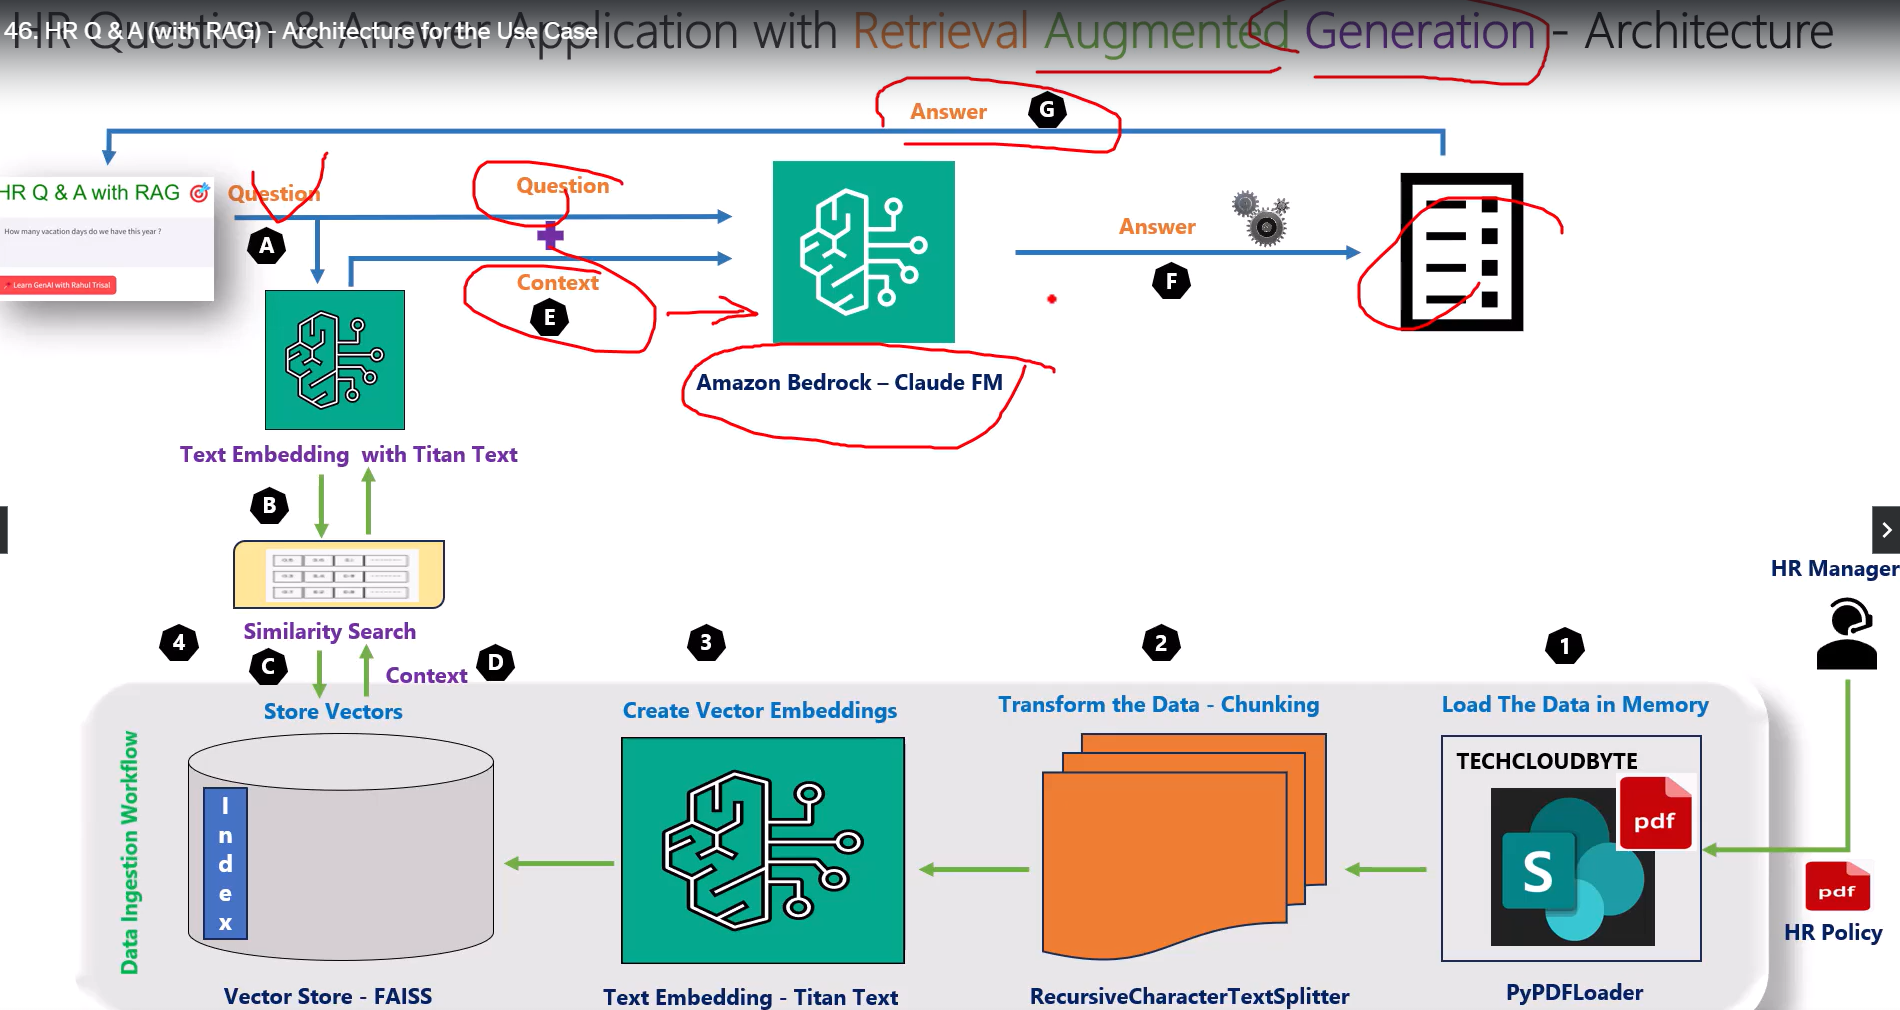 46. HR Q & A (with RAG) - Architecture for the Use Case
HR Question & Answer Application with Retrieval Augmented Generation - Architecture
Answer
G
HR Q & A with RAG
How many vacation days do we have this year ?
Learn GenAI with Rahul Trisal
Question
A
Question
Context
E
Answer
F
Amazon Bedrock – Claude FM
Text Embedding with Titan Text
B
Similarity Search
C
Context
D
HR Manager
4
3
2
1
Store Vectors
Create Vector Embeddings
Transform the Data - Chunking
Load The Data in Memory
Data Ingestion Workflow
Index
TECHCLOUDBYTE
pdf
S
pdf
HR Policy
Vector Store - FAISS
Text Embedding - Titan Text
RecursiveCharacterTextSplitter
PyPDFLoader